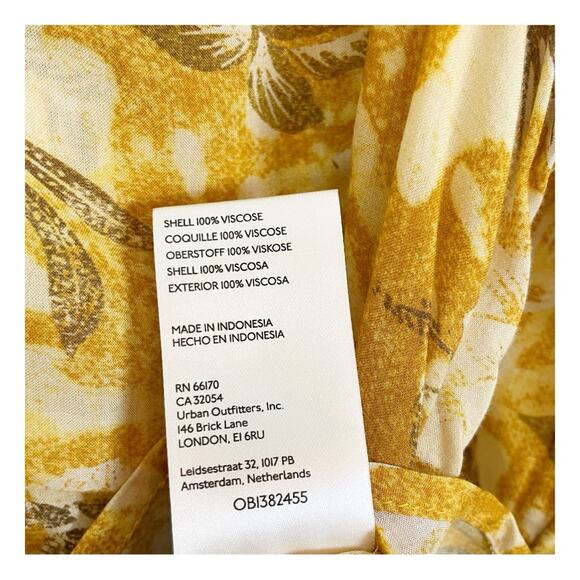 SHELL 100% VISCOSE
COQUILLE 100% VISCOSE
OBERSTOFF 100% VISKOSE
SHELL 100% VISCOSA
EXTERIOR 100% VISCOSA
MADE IN INDONESIA
HECHO EN INDONESIA
RN 66170
CA 32054
Urban Outfitters, Inc.
146 Brick Lane
LONDON, E1 6RU
Leidsestraat 32, 1017 PB
Amsterdam, Netherlands
OB1382455